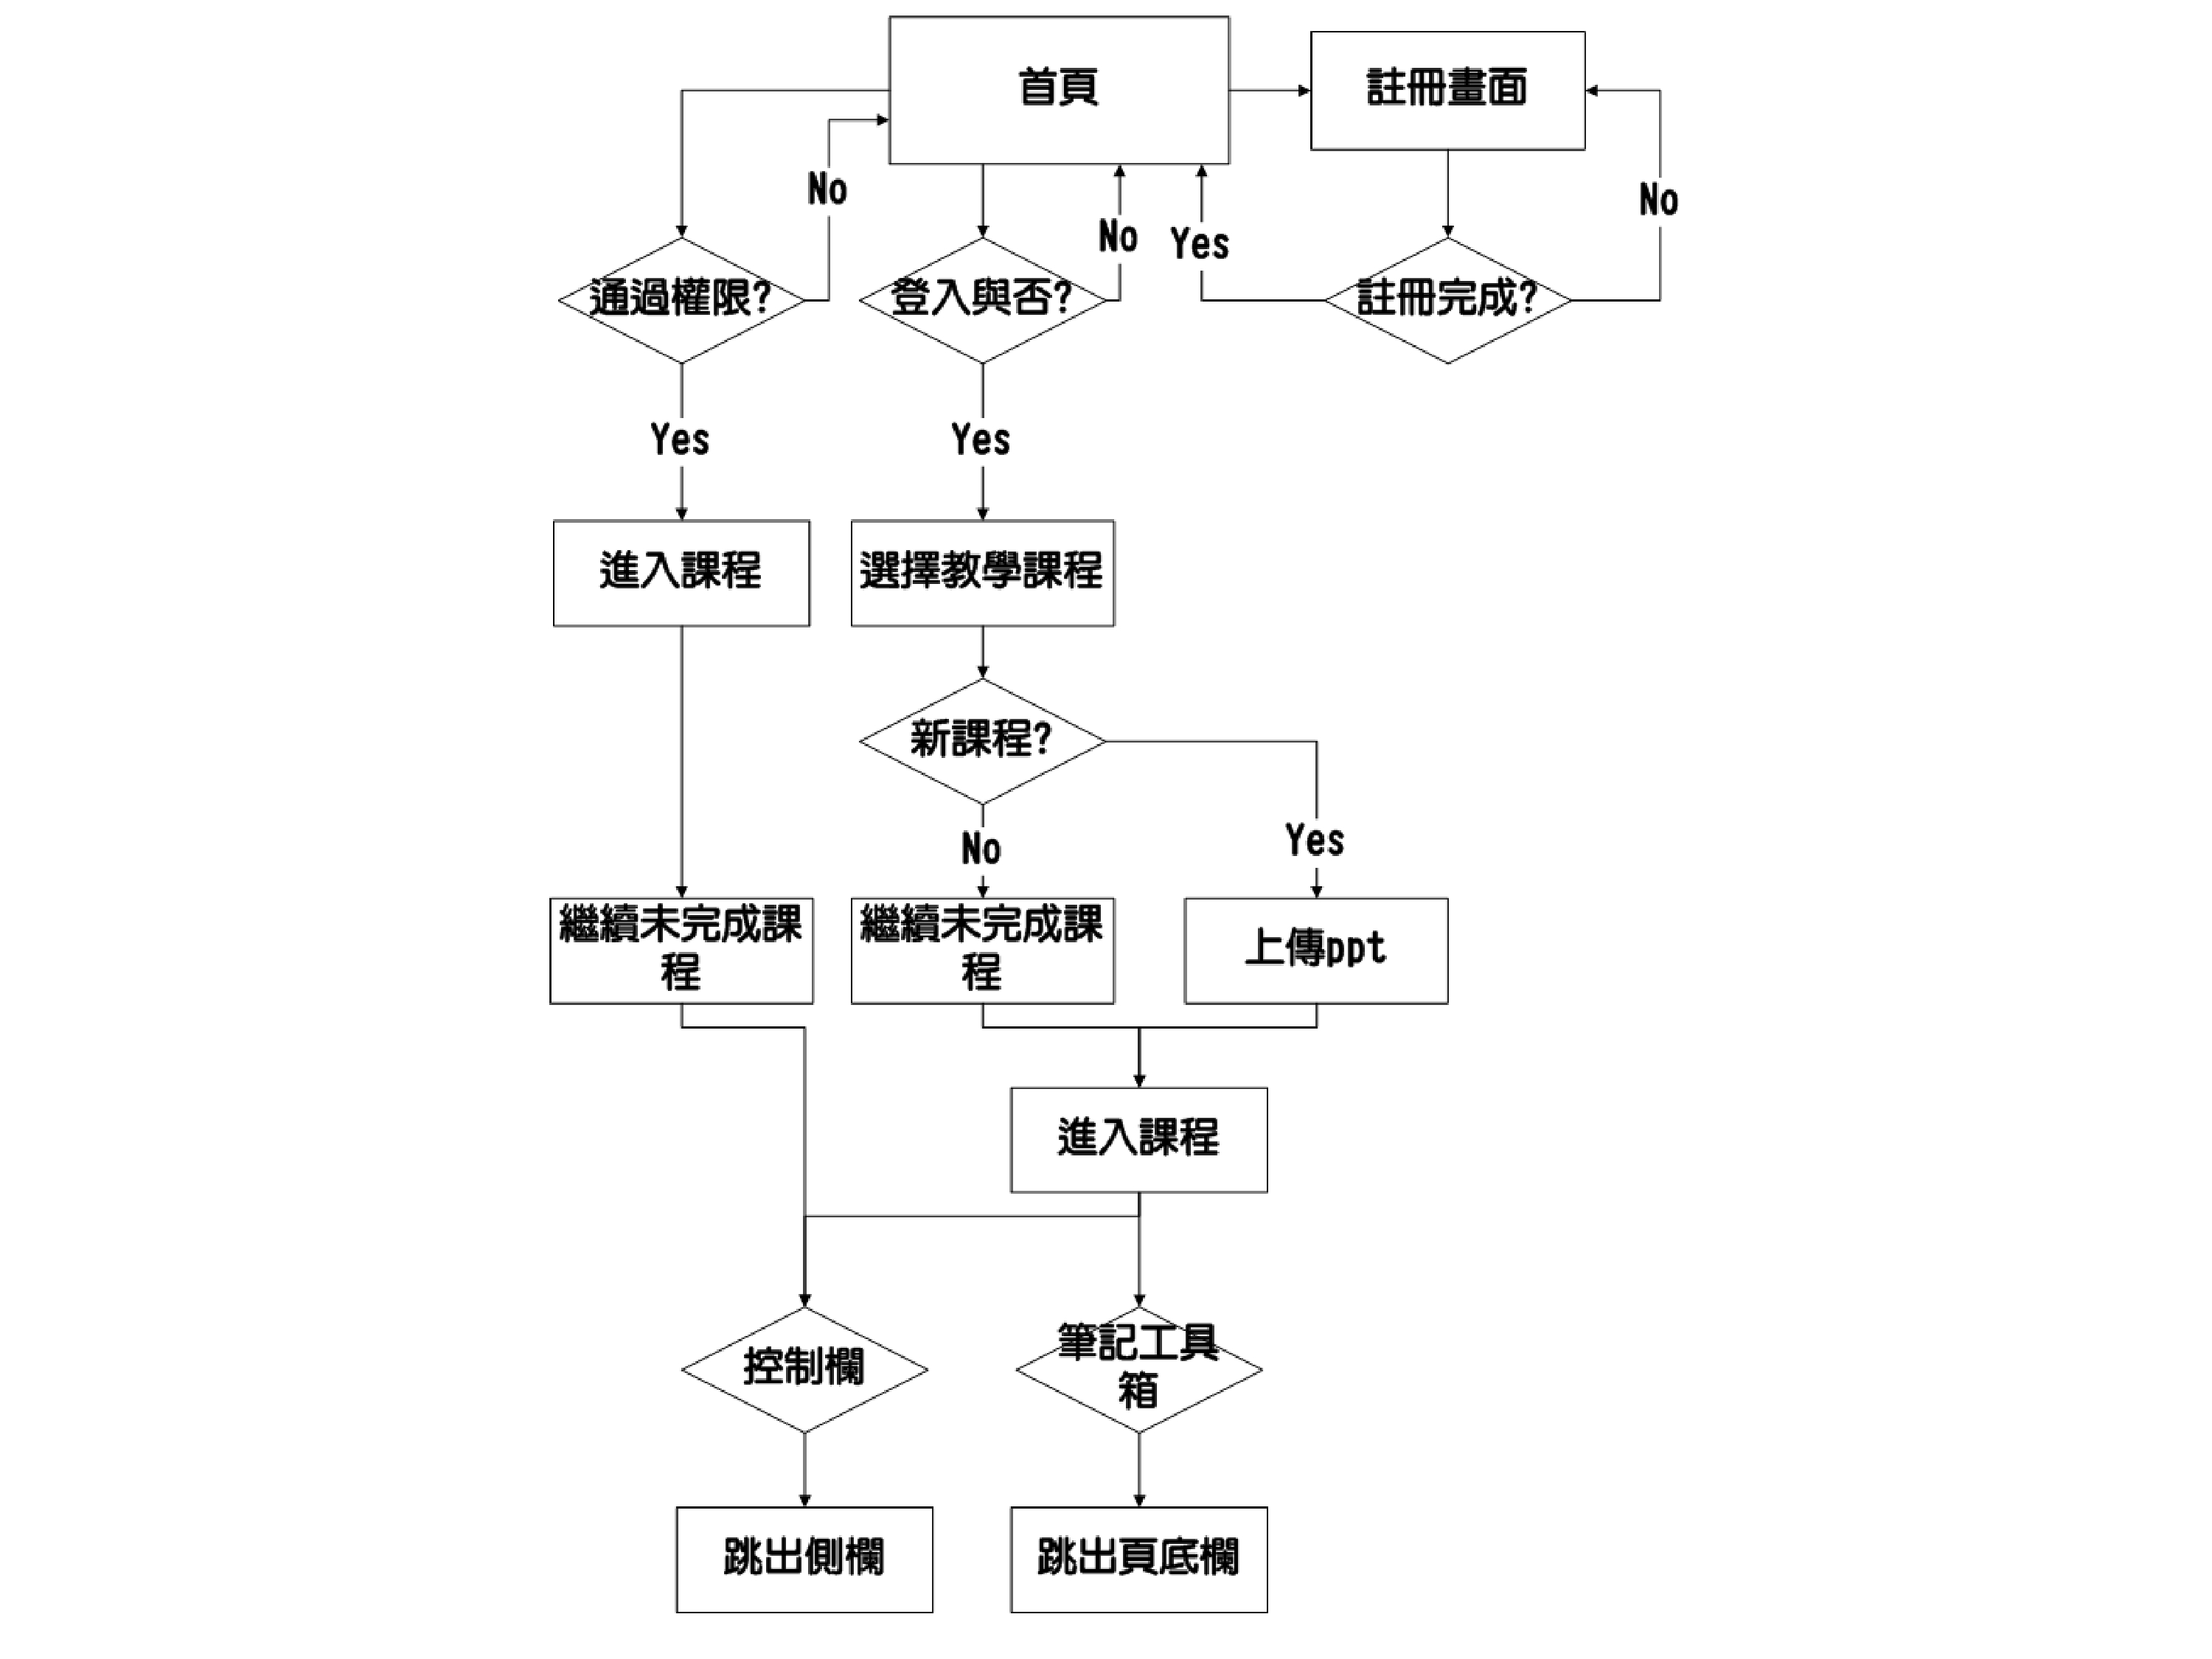 首頁
註冊畫面
No
No
No
Yes
通過權限?
登入與否?
註冊完成?
Yes
Yes
進入課程
選擇教學課程
新課程?
No
Yes
繼續未完成課
程
繼續未完成課
程
上傳ppt
進入課程
控制欄
筆記工具
箱
跳出側欄
跳出頁底欄